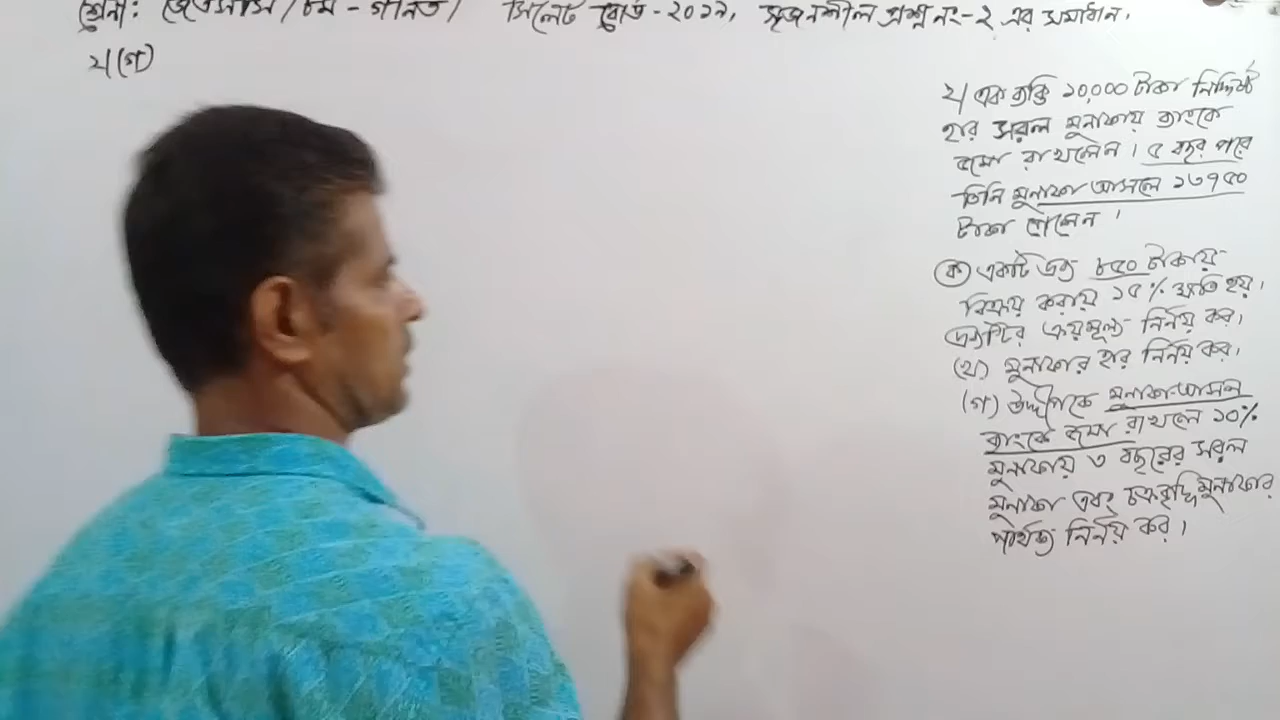 শ্রেণী: জেএসসি / ৮ম - গণিত / সিলেট বোর্ড - ২০১৯, সৃজনশীল প্রশ্ন নং - ২ এর সমাধান,
২/(গ)
২/ এক ব্যক্তি ১০,০০০ টাকা নির্দিষ্ট
হার সরল মুনাফায় ব্যাংকে
জমা রাখলেন। ৫ বছর পরে
তিনি মুনাফা আসলে ১৩৭৫০
টাকা পেলেন।
(ক) একটি দ্রব্য ৮৫০ টাকায়
বিক্রয় করায় ১৫% ক্ষতি হয়।
দ্রব্যটির ক্রয়মূল্য নির্ণয় কর।
(খ) মুনাফার হার নির্ণয় কর।
(গ) উদ্দীপকে মুনাফা-আসল
ব্যাংকে জমা রাখলে ১০%
মুনাফায় ৩ বছরের সরল
মুনাফা এবং চক্রবৃদ্ধি মুনাফার
পার্থক্য নির্ণয় কর।